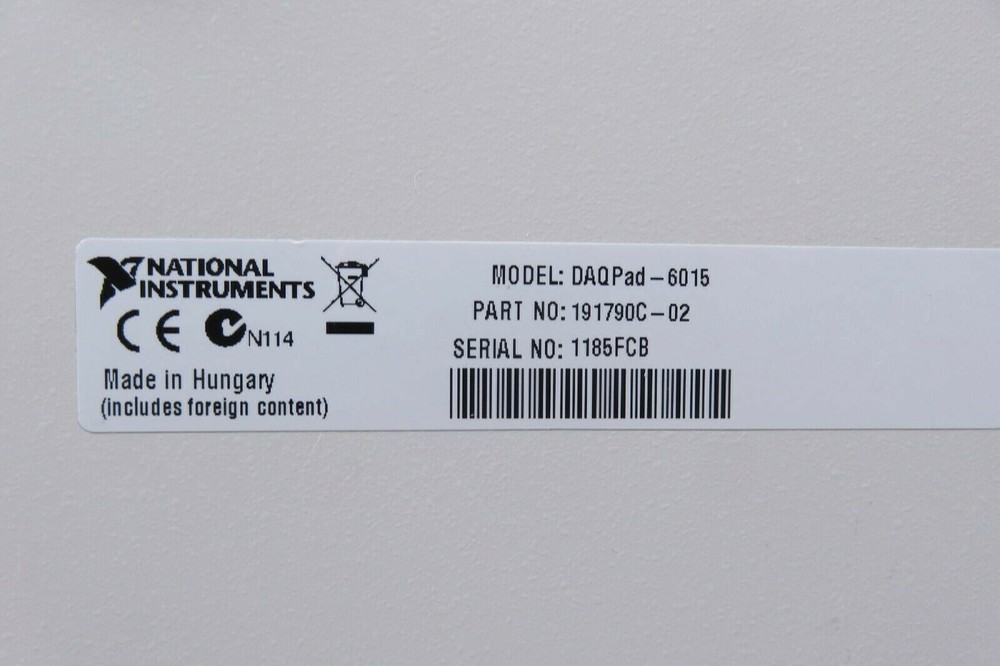 NATIONAL
INSTRUMENTS
CE N114
Made in Hungary
(includes foreign content)
MODEL: DAQPad-6015
PART NO: 191790C-02
SERIAL NO: 1185FCB